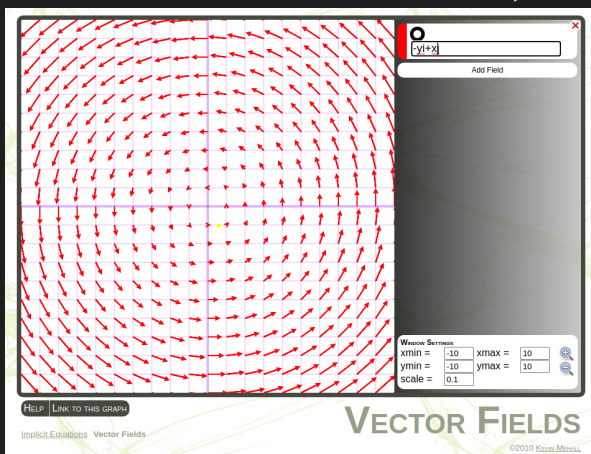 -yi+xj
Add Field
Window Settings
xmin = -10 xmax = 10
ymin = -10 ymax = 10
scale = 0.1
Help Link to this graph
Vector Fields
Implicit Equations Vector Fields
©2010 Kevin Mehall